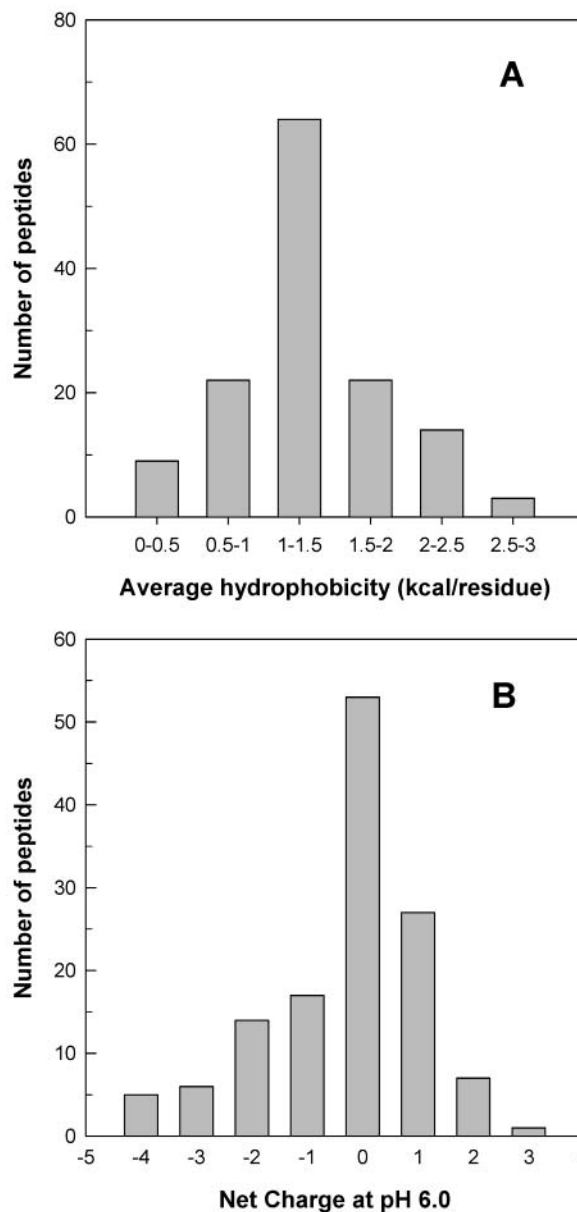 80
A
60
Number of peptides
40
20
0
0-0.5 0.5-1 1-1.5 1.5-2 2-2.5 2.5-3
Average hydrophobicity (kcal/residue)
60
B
50
40
Number of peptides
30
20
10
0
-5 -4 -3 -2 -1 0 1 2 3
Net Charge at pH 6.0